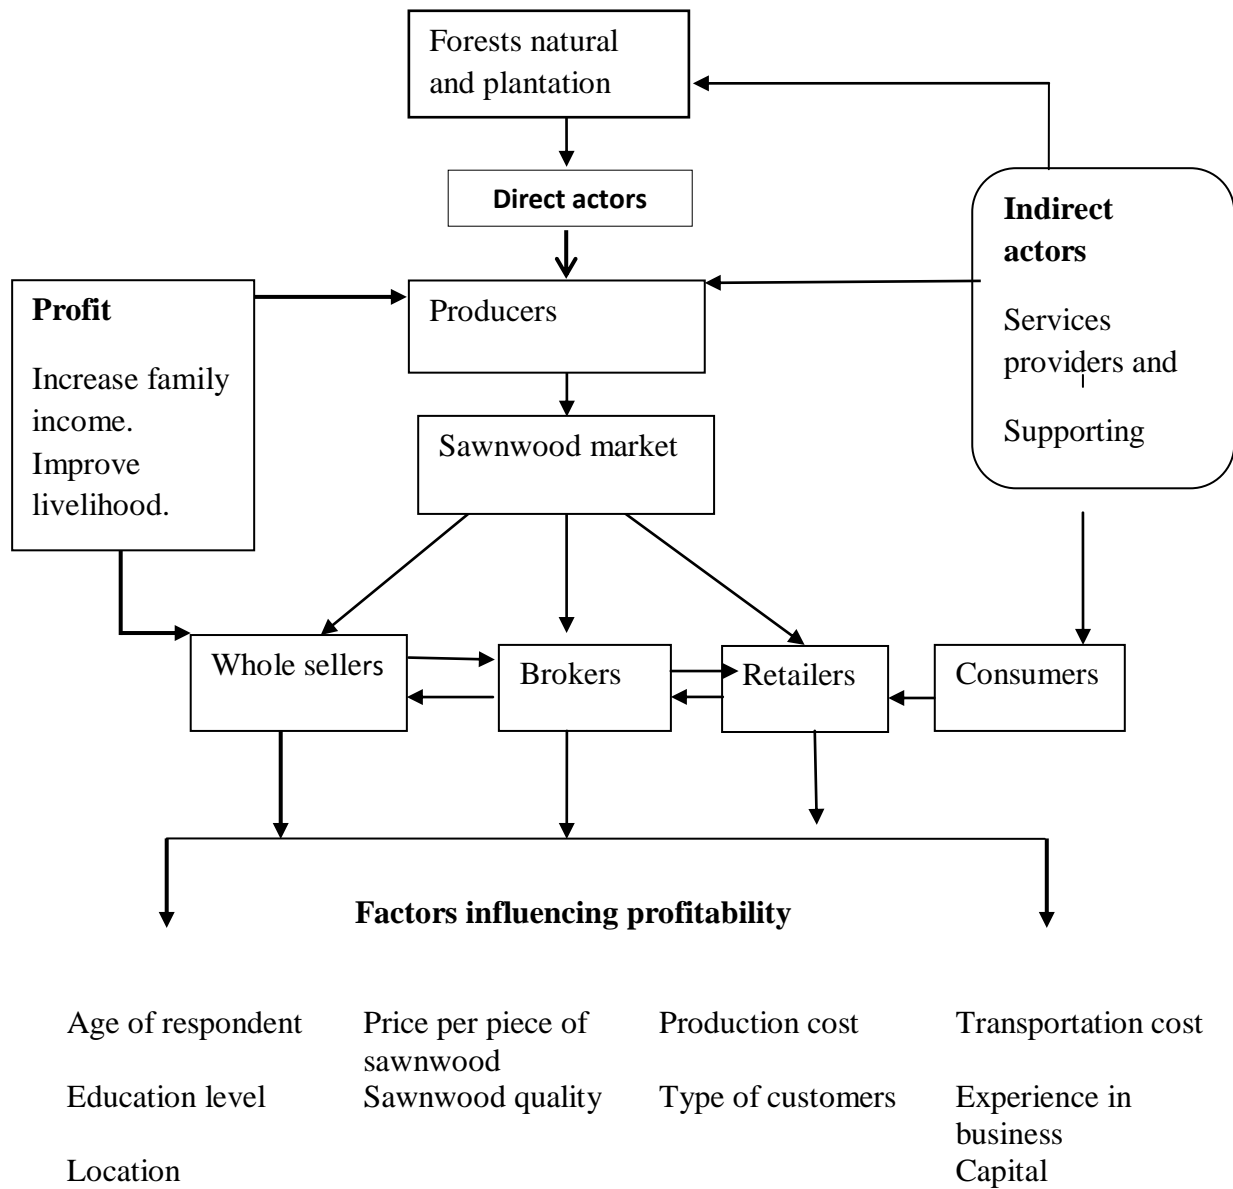 Forests natural
and plantation
Direct actors
Indirect
actors
Services
providers and
Supporting
Profit
Increase family
income.
Improve
livelihood.
Producers
Sawnwood market
Whole sellers
Brokers
Retailers
Consumers
Factors influencing profitability
Age of respondent
Price per piece of
sawnwood
Production cost
Transportation cost
Education level
Sawnwood quality
Type of customers
Experience in
business
Location
Capital